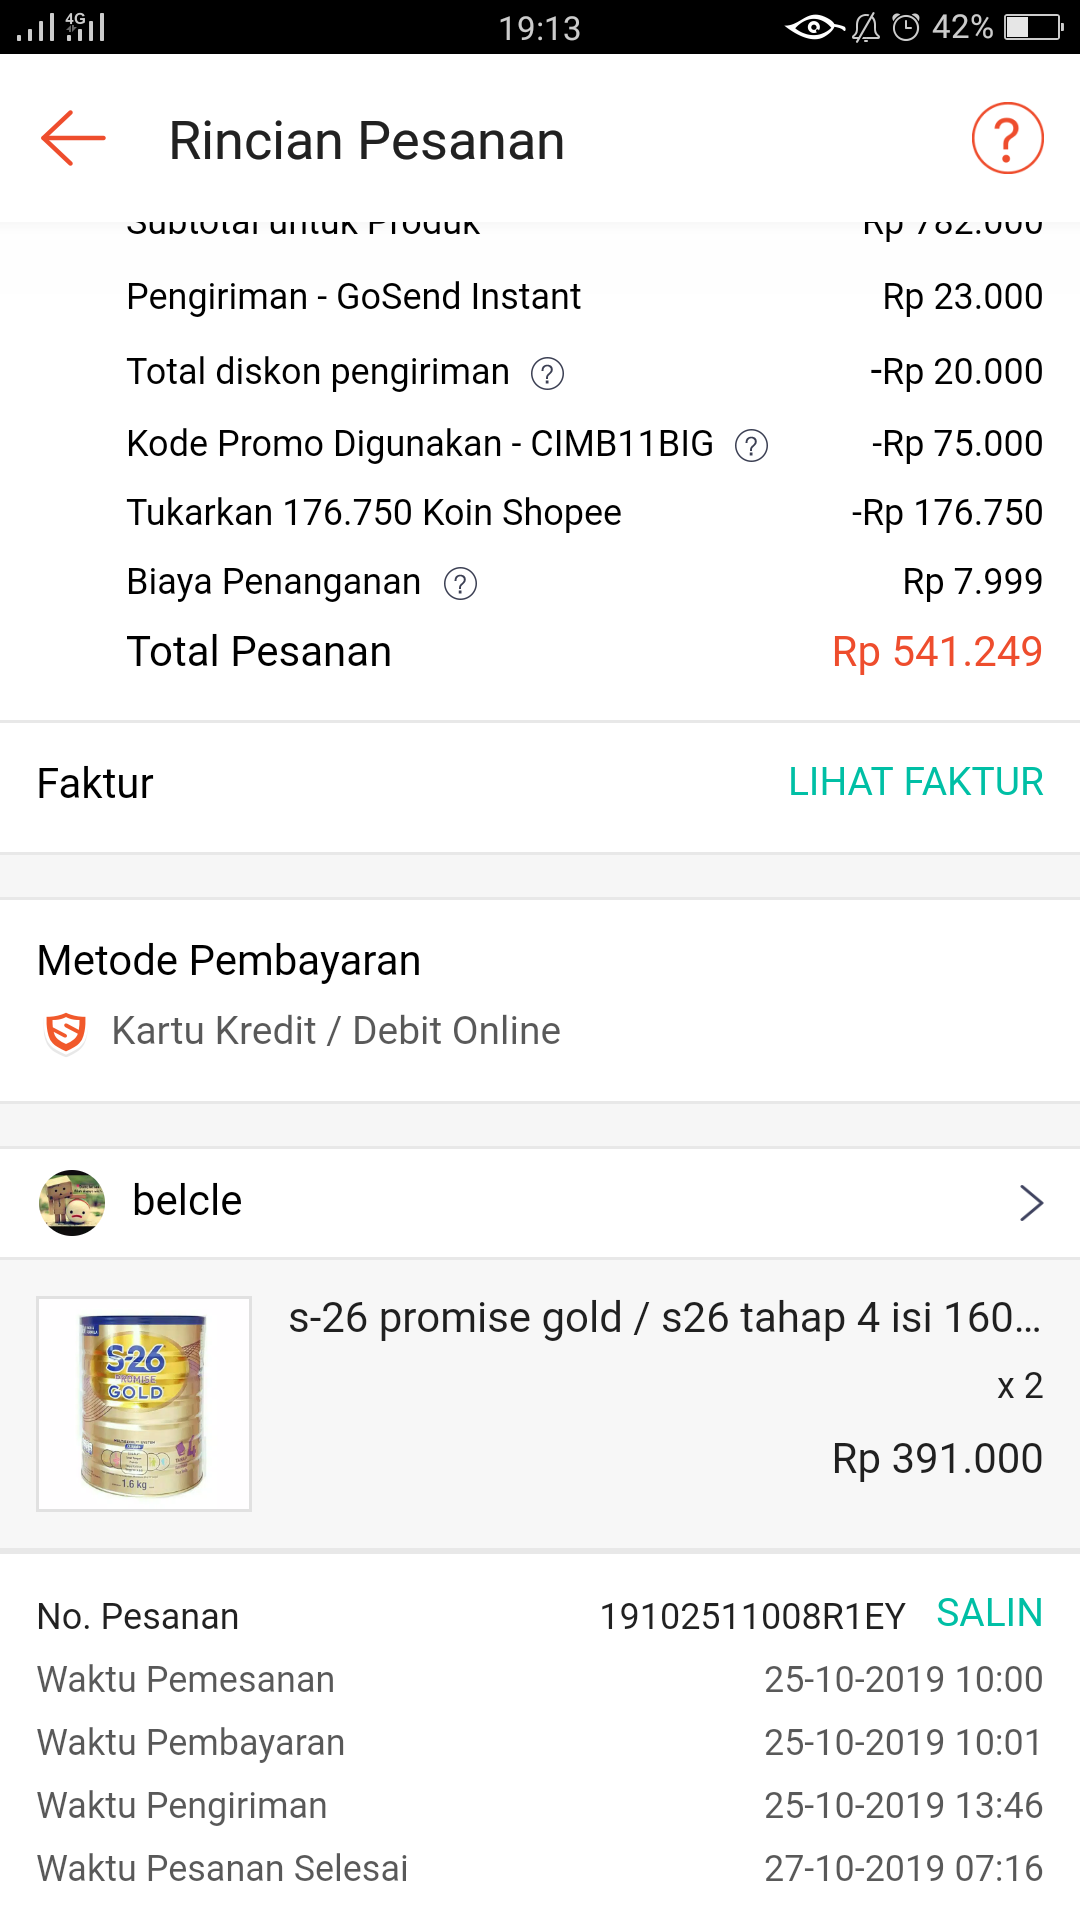 4G 19:13 42%
Rincian Pesanan ?
Subtotal untuk Produk Rp 782.000
Pengiriman - GoSend Instant Rp 23.000
Total diskon pengiriman ? -Rp 20.000
Kode Promo Digunakan - CIMB11BIG ? -Rp 75.000
Tukarkan 176.750 Koin Shopee -Rp 176.750
Biaya Penanganan ? Rp 7.999
Total Pesanan Rp 541.249
Faktur LIHAT FAKTUR
Metode Pembayaran
Kartu Kredit / Debit Online
belcle
s-26 promise gold / s26 tahap 4 isi 160...
x 2
Rp 391.000
S-26
PROMISE
GOLD
4
1.6 kg
No. Pesanan 19102511008R1EY SALIN
Waktu Pemesanan 25-10-2019 10:00
Waktu Pembayaran 25-10-2019 10:01
Waktu Pengiriman 25-10-2019 13:46
Waktu Pesanan Selesai 27-10-2019 07:16